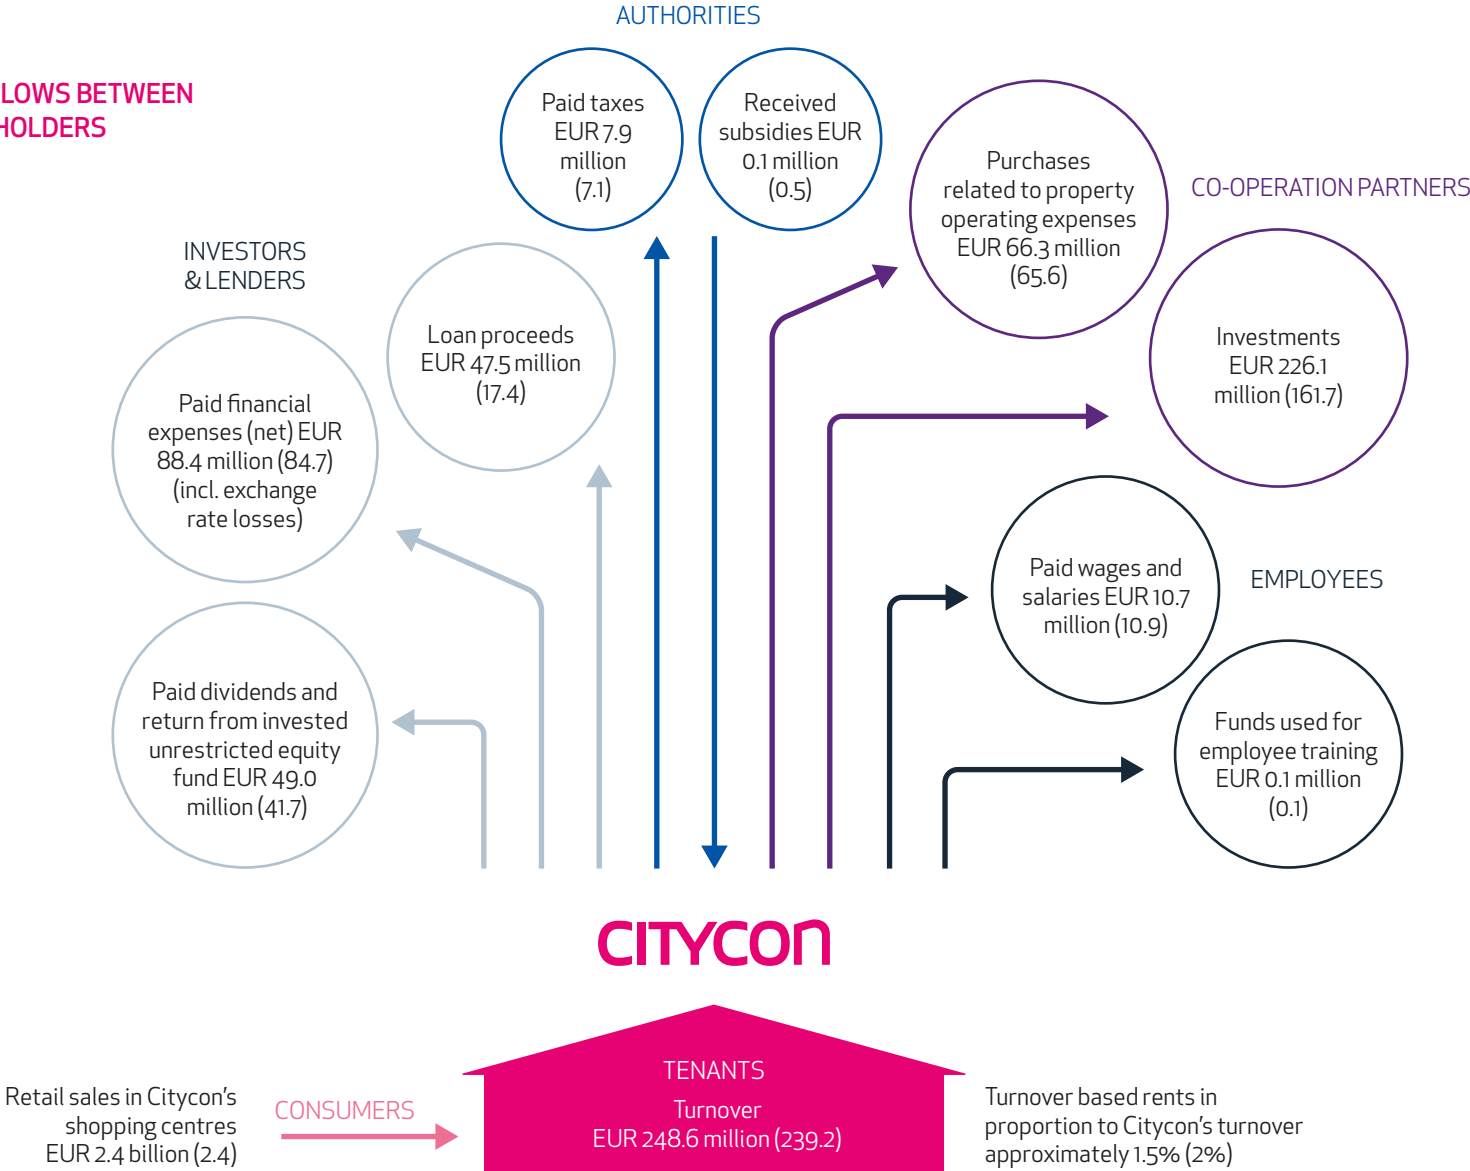 AUTHORITIES
LOWS BETWEEN
HOLDERS
Paid taxes
EUR 7.9
million
(7.1)
Received
subsidies EUR
0.1 million
(0.5)
Purchases
related to property
operating expenses
EUR 66.3 million
(65.6)
CO-OPERATION PARTNERS
Investments
EUR 226.1
million (161.7)
INVESTORS
& LENDERS
Loan proceeds
EUR 47.5 million
(17.4)
Paid financial
expenses (net) EUR
88.4 million (84.7)
(incl. exchange
rate losses)
Paid dividends and
return from invested
unrestricted equity
fund EUR 49.0
million (41.7)
Paid wages and
salaries EUR 10.7
million (10.9)
EMPLOYEES
Funds used for
employee training
EUR 0.1 million
(0.1)
CITYCON
TENANTS
Turnover
EUR 248.6 million (239.2)
Retail sales in Citycon's
shopping centres
EUR 2.4 billion (2.4)
CONSUMERS
Turnover based rents in
proportion to Citycon's turnover
approximately 1.5% (2%)